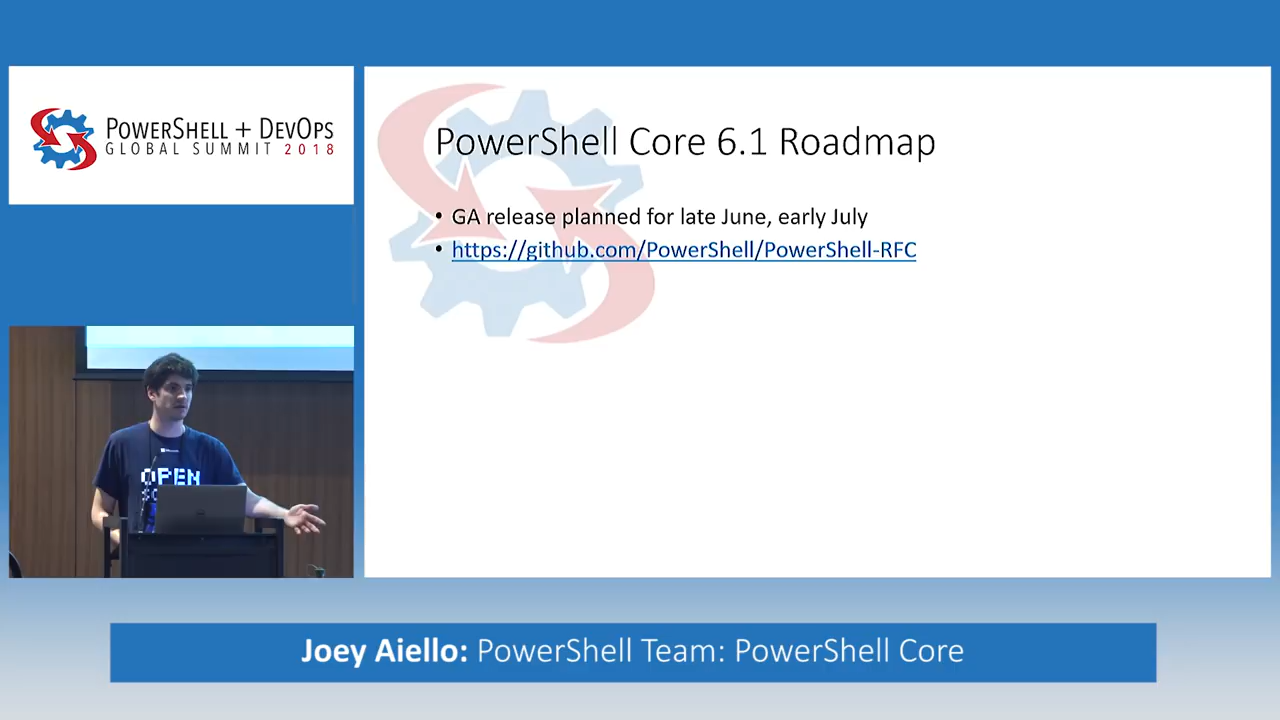 POWERSHELL + DEVOPS
GLOBAL SUMMIT 2018
PowerShell Core 6.1 Roadmap
• GA release planned for late June, early July
• https://github.com/PowerShell/PowerShell-RFC
OPEN
Joey Aiello: PowerShell Team: PowerShell Core